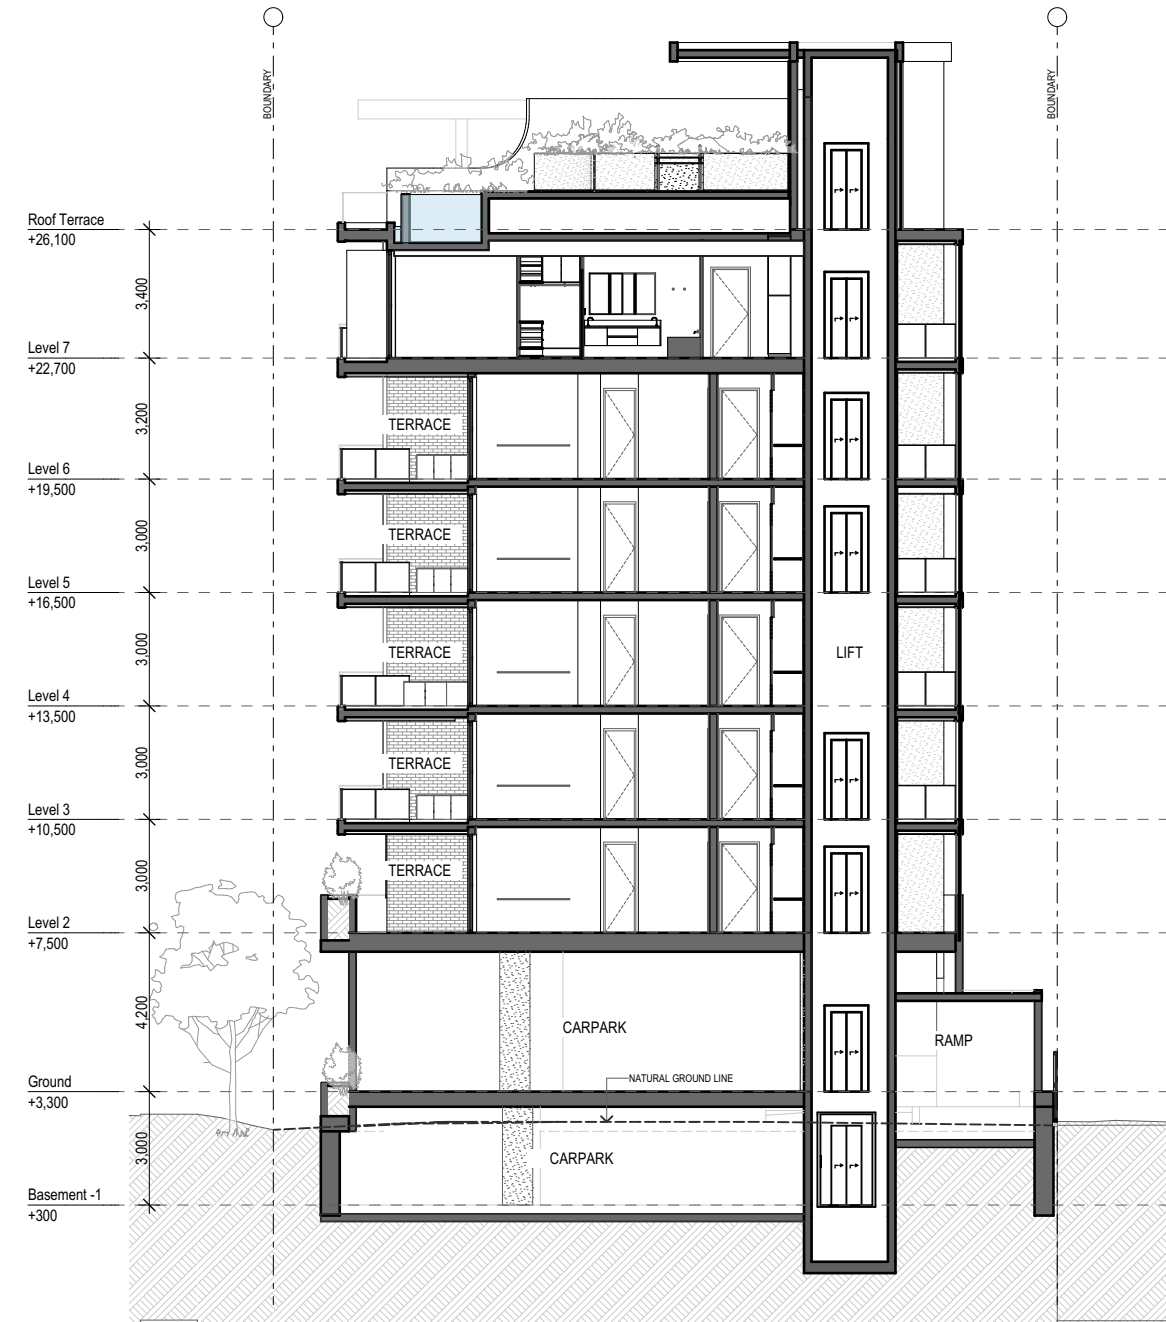 BOUNDARY
BOUNDARY
Roof Terrace
+26,100
3,400
Level 7
+22,700
3,200
TERRACE
Level 6
+19,500
3,000
TERRACE
Level 5
+16,500
3,000
TERRACE
LIFT
Level 4
+13,500
3,000
TERRACE
Level 3
+10,500
3,000
TERRACE
Level 2
+7,500
4,200
CARPARK
RAMP
Ground
+3,300
NATURAL GROUND LINE
3,000
CARPARK
Basement -1
+300